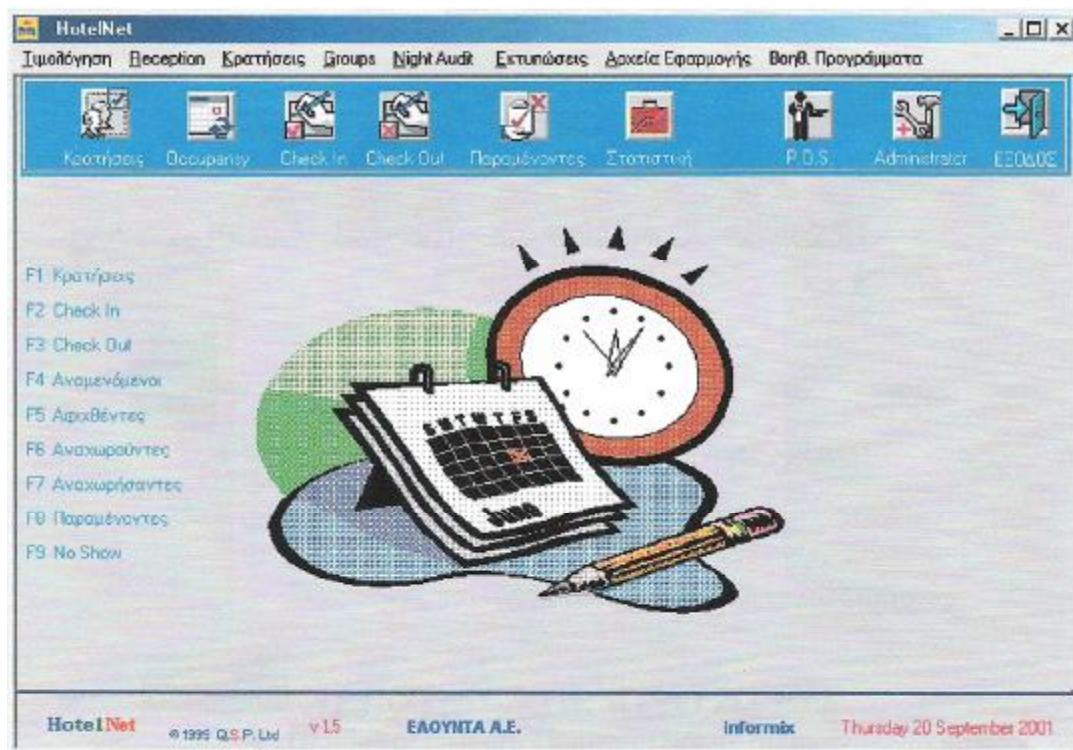 HotelNet
Τιμολόγηση Reception Κρατήσεις Groups Night Audit Εκτυπώσεις Αρχεία Εφαρμογής Βοηθ. Προγράμματα
Κρατήσεις Occupancy Check In Check Out Παραμένοντες Στατιστική P.O.S Administrator ΕΞΟΔΟΣ
F1 Κρατήσεις
F2 Check In
F3 Check Out
F4 Αναμενόμενοι
F5 Αφιχθέντες
F6 Αναχωρούντες
F7 Αναχωρήσαντες
F8 Παραμένοντες
F9 No Show
S M T W T F S
June
HotelNet © 1995 Q.S.P. Ltd v 1.5 ΕΛΟΥΝΤΑ Α.Ε. Informix Thursday 20 September 2001